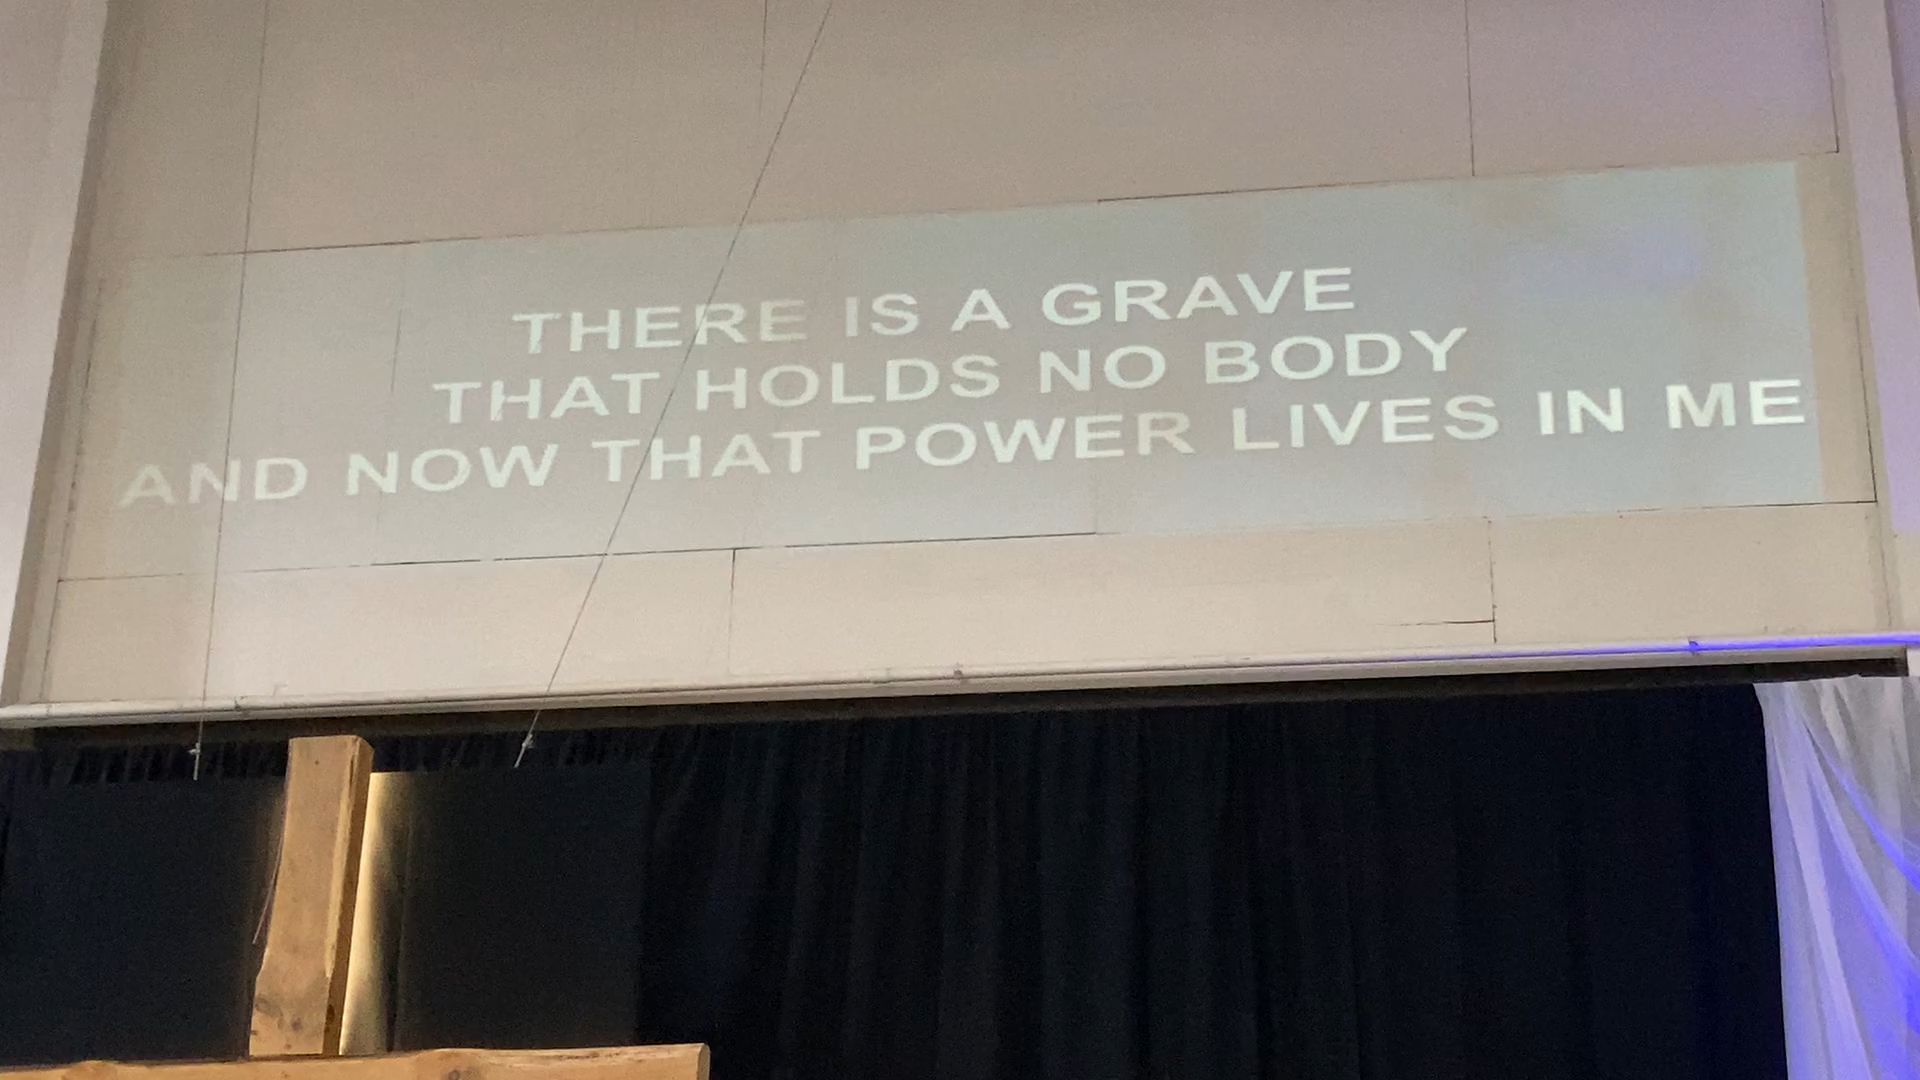 THERE IS A GRAVE
THAT HOLDS NO BODY
AND NOW THAT POWER LIVES IN ME